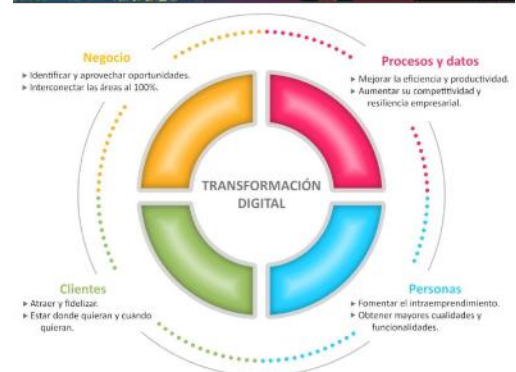 Negocio
▸ Identificar y aprovechar oportunidades.
▸ Interconectar las áreas al 100%.
Procesos y datos
▸ Mejorar la eficiencia y productividad.
▸ Aumentar su competitividad y
resiliencia empresarial.
TRANSFORMACIÓN
DIGITAL
Clientes
▸ Atraer y fidelizar.
▸ Estar donde quieran y cuando
quieran.
Personas
▸ Fomentar el intraemprendimiento.
▸ Obtener mayores cualidades y
funcionalidades.